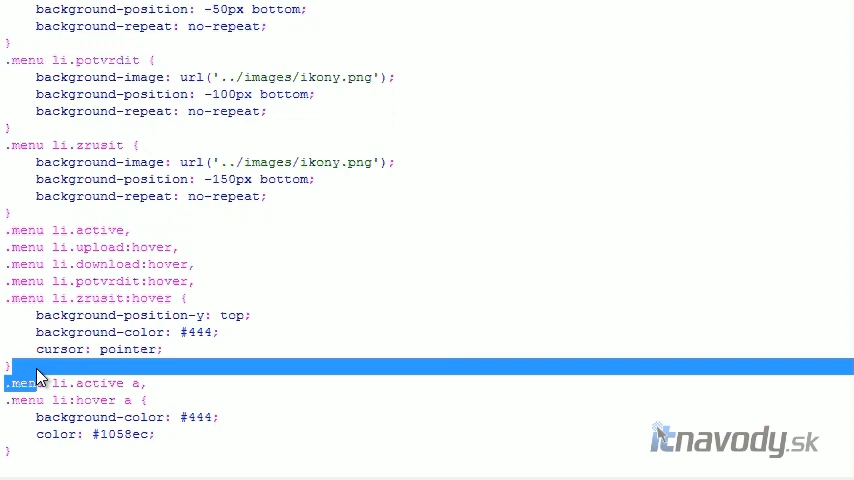 background-position: -50px bottom;
background-repeat: no-repeat;
}
.menu li.potvrdit {
background-image: url('../images/ikony.png');
background-position: -100px bottom;
background-repeat: no-repeat;
}
.menu li.zrusit {
background-image: url('../images/ikony.png');
background-position: -150px bottom;
background-repeat: no-repeat;
}
.menu li.active,
.menu li.upload:hover,
.menu li.download:hover,
.menu li.potvrdit:hover,
.menu li.zrusit:hover {
background-position-y: top;
background-color: #444;
cursor: pointer;
}
.menu li.active a,
.menu li:hover a {
background-color: #444;
color: #1058ec;
}
itnavody.sk